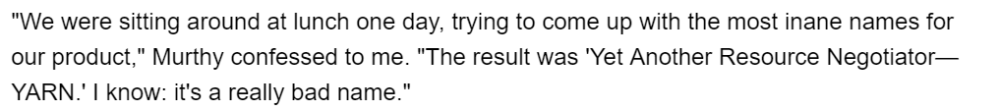 "We were sitting around at lunch one day, trying to come up with the most inane names for
our product," Murthy confessed to me. "The result was 'Yet Another Resource Negotiator—
YARN.' I know: it's a really bad name."